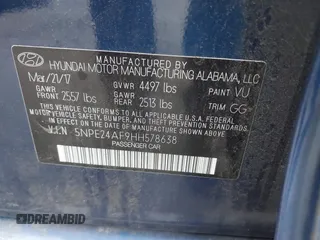 MANUFACTURED BY
HYUNDAI MOTOR MANUFACTURING ALABAMA, LLC
Mar/21/17 GVWR 4497 lbs PAINT VU
GAWR FRONT 2557 lbs GAWR REAR 2513 lbs TRIM GG
THIS VEHICLE CONFORMS TO ALL APPLICABLE U.S. FEDERAL
MOTOR VEHICLE SAFETY, BUMPER, AND THEFT PREVENTION
STANDARDS IN EFFECT ON THE DATE OF MANUFACTURE SHOWN ABOVE.
V.I.N: 5NPE24AF9HH578638
PASSENGER CAR
DREAMBID